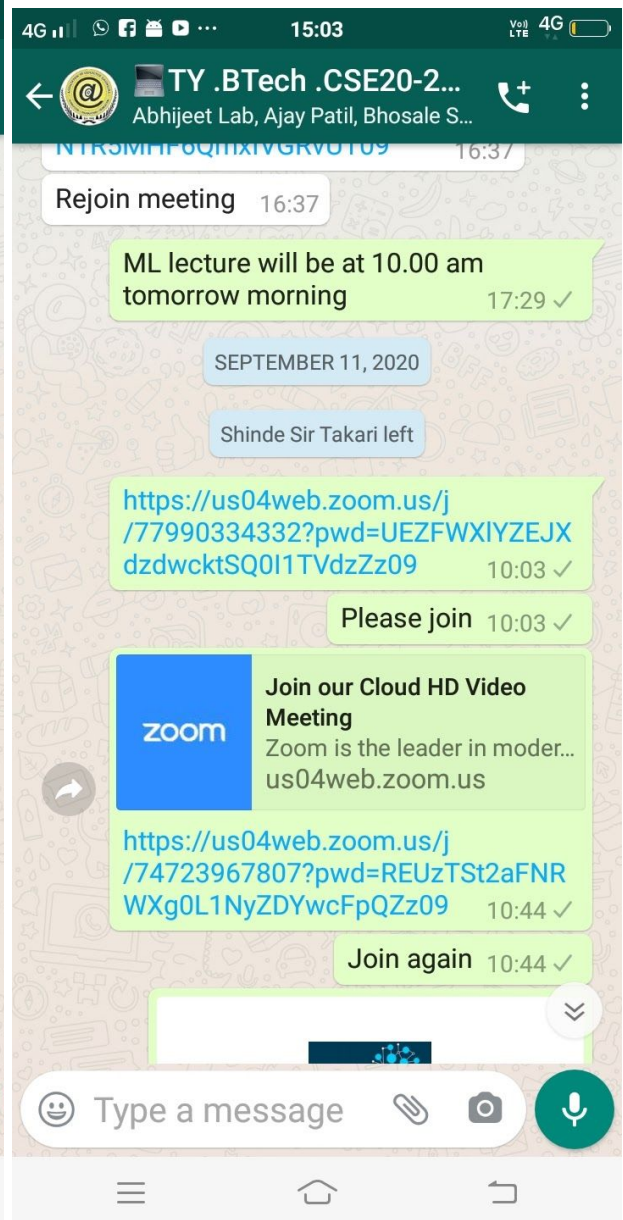 4G 15:03 VoI) LTE 4G
TY .BTech .CSE20-2...
Abhijeet Lab, Ajay Patil, Bhosale S...
16:37
Rejoin meeting 16:37
ML lecture will be at 10.00 am
tomorrow morning 17:29
SEPTEMBER 11, 2020
Shinde Sir Takari left
https://us04web.zoom.us/j
/77990334332?pwd=UEZFWXlYZEJX
dzdwcktSQ0I1TVdzZz09 10:03
Please join 10:03
zoom
Join our Cloud HD Video
Meeting
Zoom is the leader in moder...
us04web.zoom.us
https://us04web.zoom.us/j
/74723967807?pwd=REUzTSt2aFNR
WXg0L1NyZDYwcFpQZz09 10:44
Join again 10:44
Type a message